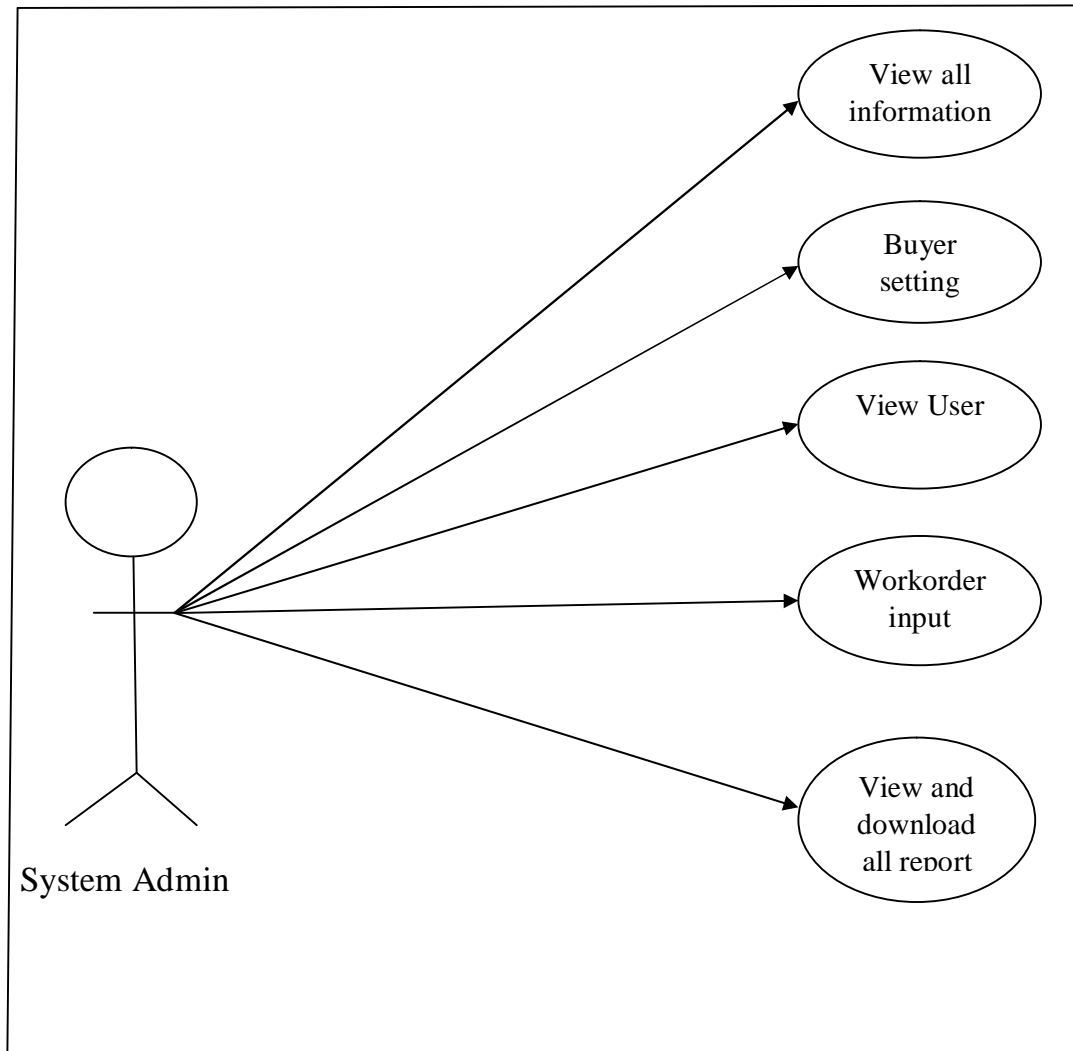 View all
information
Buyer
setting
View User
Workorder
input
View and
download
all report
System Admin